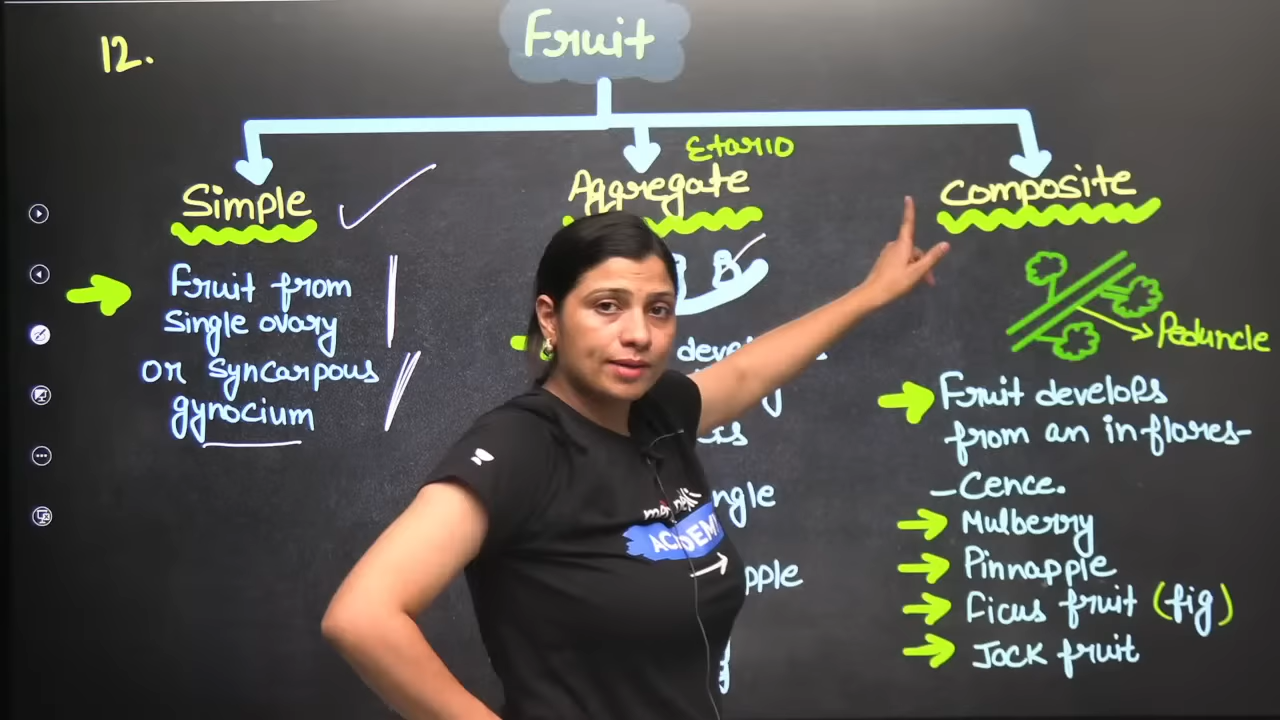 12.
Fruit
Simple
Fruit from
Single ovary
or Syncarpous
gynocium
Etario
Aggregate
Composite
Peduncle
Fruit develops
from an inflores-
-Cence.
Mulberry
Pinnapple
Ficus fruit (fig)
Jock fruit
ACADEMY